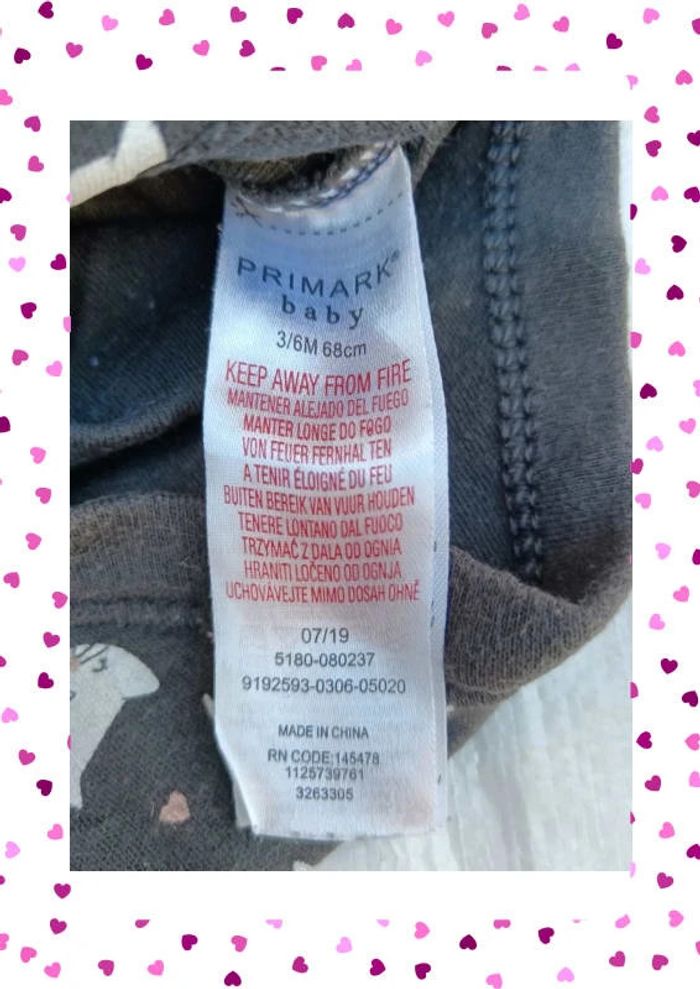 PRIMARK®
baby
3/6M 68cm
KEEP AWAY FROM FIRE
MANTENER ALEJADO DEL FUEGO
MANTER LONGE DO FOGO
VON FEUER FERNHALTEN
A TENIR ÉLOIGNÉ DU FEU
BUITEN BEREIK VAN VUUR HOUDEN
TENERE LONTANO DAL FUOCO
TRZYMAĆ Z DALA OD OGNIA
HRANITI LOČENO OD OGNJA
UCHOVÁVEJTE MIMO DOSAH OHNĚ
07/19
5180-080237
9192593-0306-05020
MADE IN CHINA
RN CODE:145478
1125739761
3263305